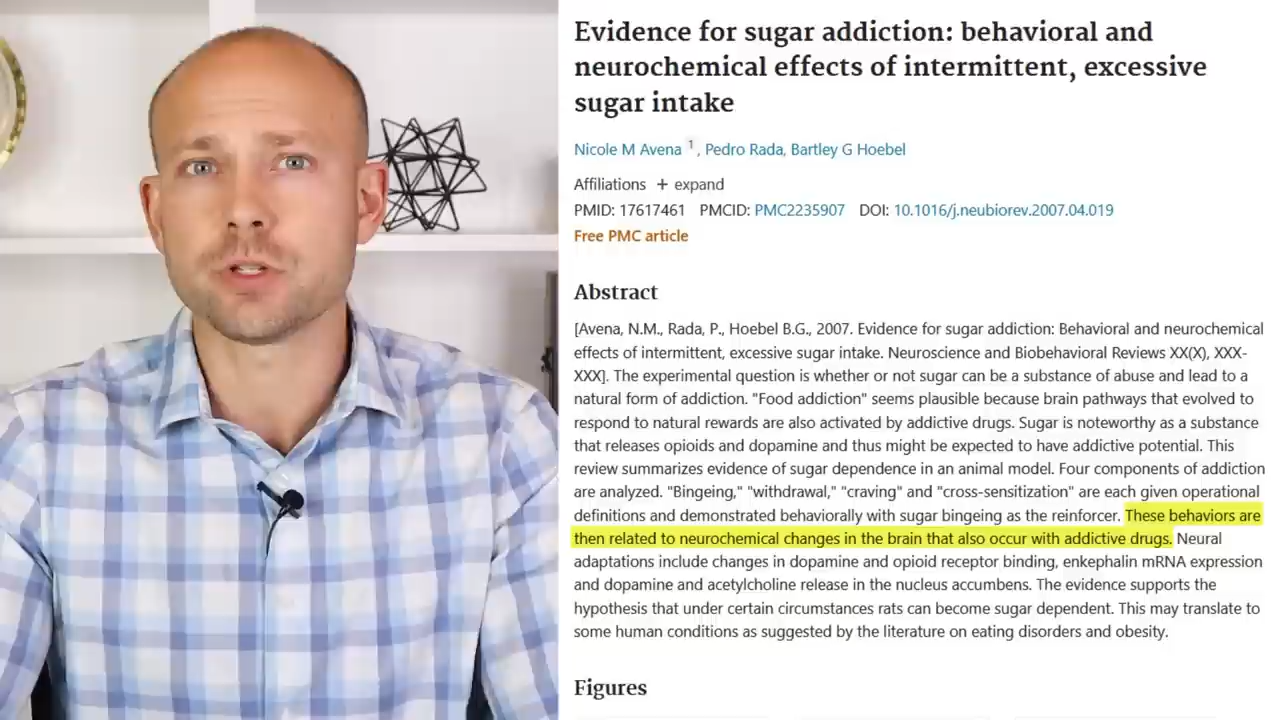 Evidence for sugar addiction: behavioral and
neurochemical effects of intermittent, excessive
sugar intake
Nicole M Avena 1, Pedro Rada, Bartley G Hoebel
Affiliations + expand
PMID: 17617461 PMCID: PMC2235907 DOI: 10.1016/j.neubiorev.2007.04.019
Free PMC article
Abstract
[Avena, N.M., Rada, P., Hoebel B.G., 2007. Evidence for sugar addiction: Behavioral and neurochemical
effects of intermittent, excessive sugar intake. Neuroscience and Biobehavioral Reviews XX(X), XXX-
XXX]. The experimental question is whether or not sugar can be a substance of abuse and lead to a
natural form of addiction. "Food addiction" seems plausible because brain pathways that evolved to
respond to natural rewards are also activated by addictive drugs. Sugar is noteworthy as a substance
that releases opioids and dopamine and thus might be expected to have addictive potential. This
review summarizes evidence of sugar dependence in an animal model. Four components of addiction
are analyzed. "Bingeing," "withdrawal," "craving" and "cross-sensitization" are each given operational
definitions and demonstrated behaviorally with sugar bingeing as the reinforcer. These behaviors are
then related to neurochemical changes in the brain that also occur with addictive drugs. Neural
adaptations include changes in dopamine and opioid receptor binding, enkephalin mRNA expression
and dopamine and acetylcholine release in the nucleus accumbens. The evidence supports the
hypothesis that under certain circumstances rats can become sugar dependent. This may translate to
some human conditions as suggested by the literature on eating disorders and obesity.
Figures